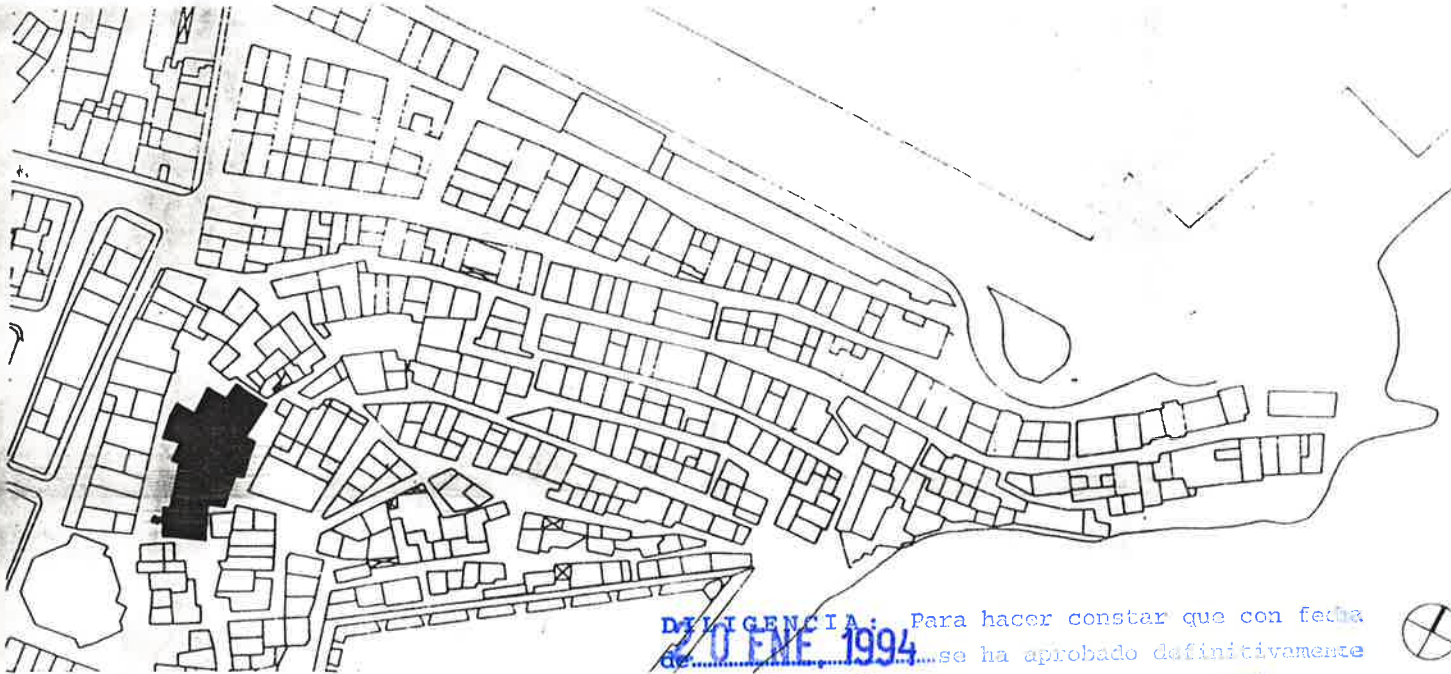 DILIGENCIA: Para hacer constar que con fecha
de 20 ENE. 1994 se ha aprobado definitivamente